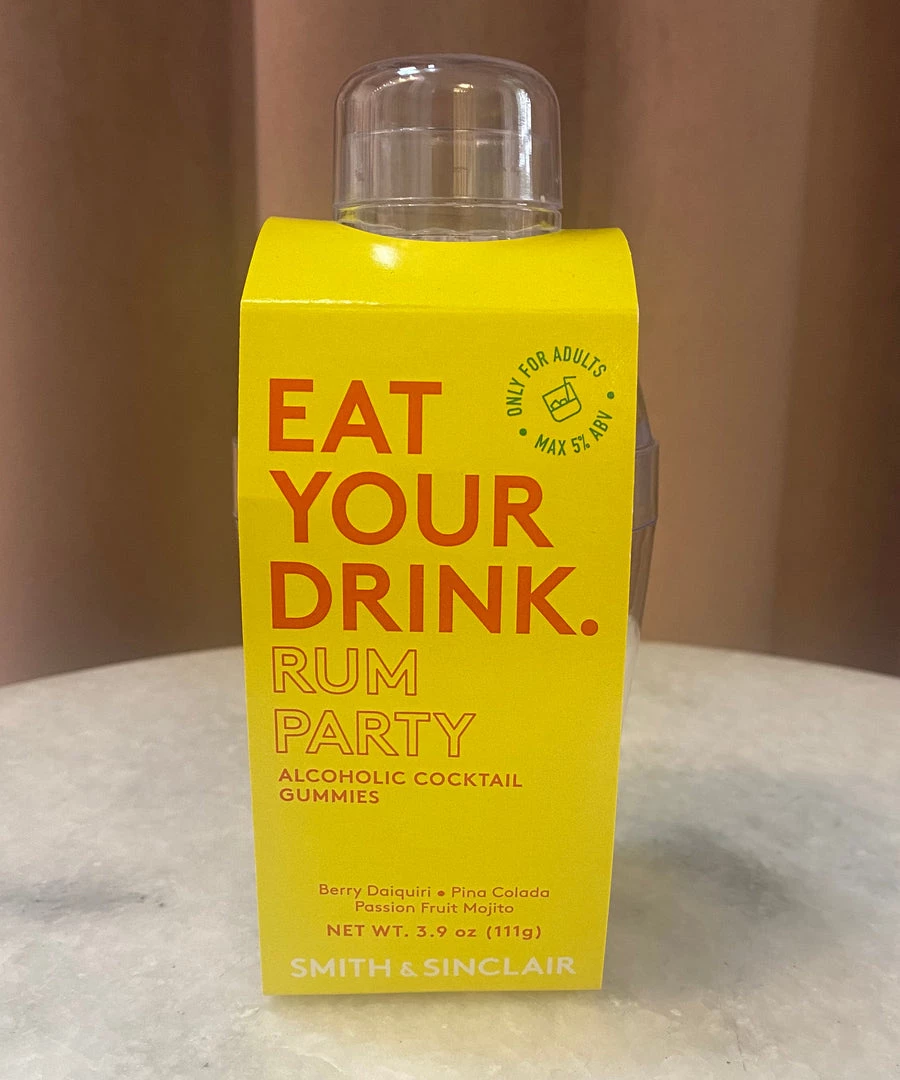 ONLY FOR ADULTS
• MAX 5% ABV •
EAT
YOUR
DRINK.
RUM
PARTY
ALCOHOLIC COCKTAIL
GUMMIES
Berry Daiquiri • Pina Colada
Passion Fruit Mojito
NET WT. 3.9 oz (111g)
SMITH & SINCLAIR